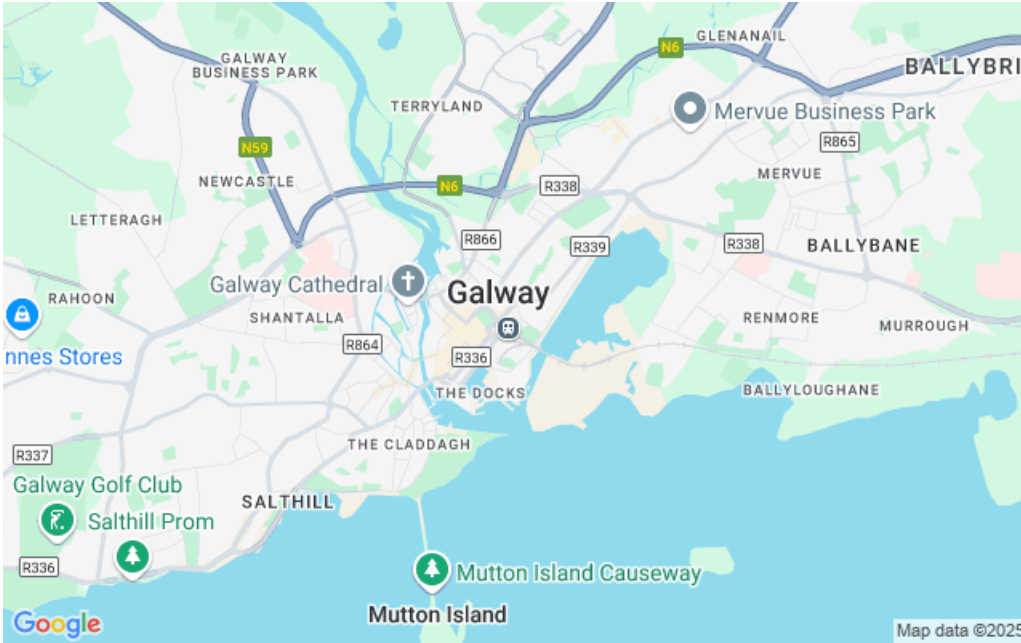 GLENANAIL
N6
GALWAY
BUSINESS PARK
BALLYBRI
TERRYLAND
Mervue Business Park
R865
N59
MERVUE
NEWCASTLE
N6
R338
LETTERAGH
R866
R339
R338
BALLYBANE
Galway Cathedral
Galway
RAHOON
SHANTALLA
RENMORE
MURROUGH
R864
nnes Stores
R336
THE DOCKS
BALLYLOUGHANE
THE CLADDAGH
R337
Galway Golf Club
SALTHILL
Salthill Prom
R336
Mutton Island Causeway
Mutton Island
Google
Map data ©2025